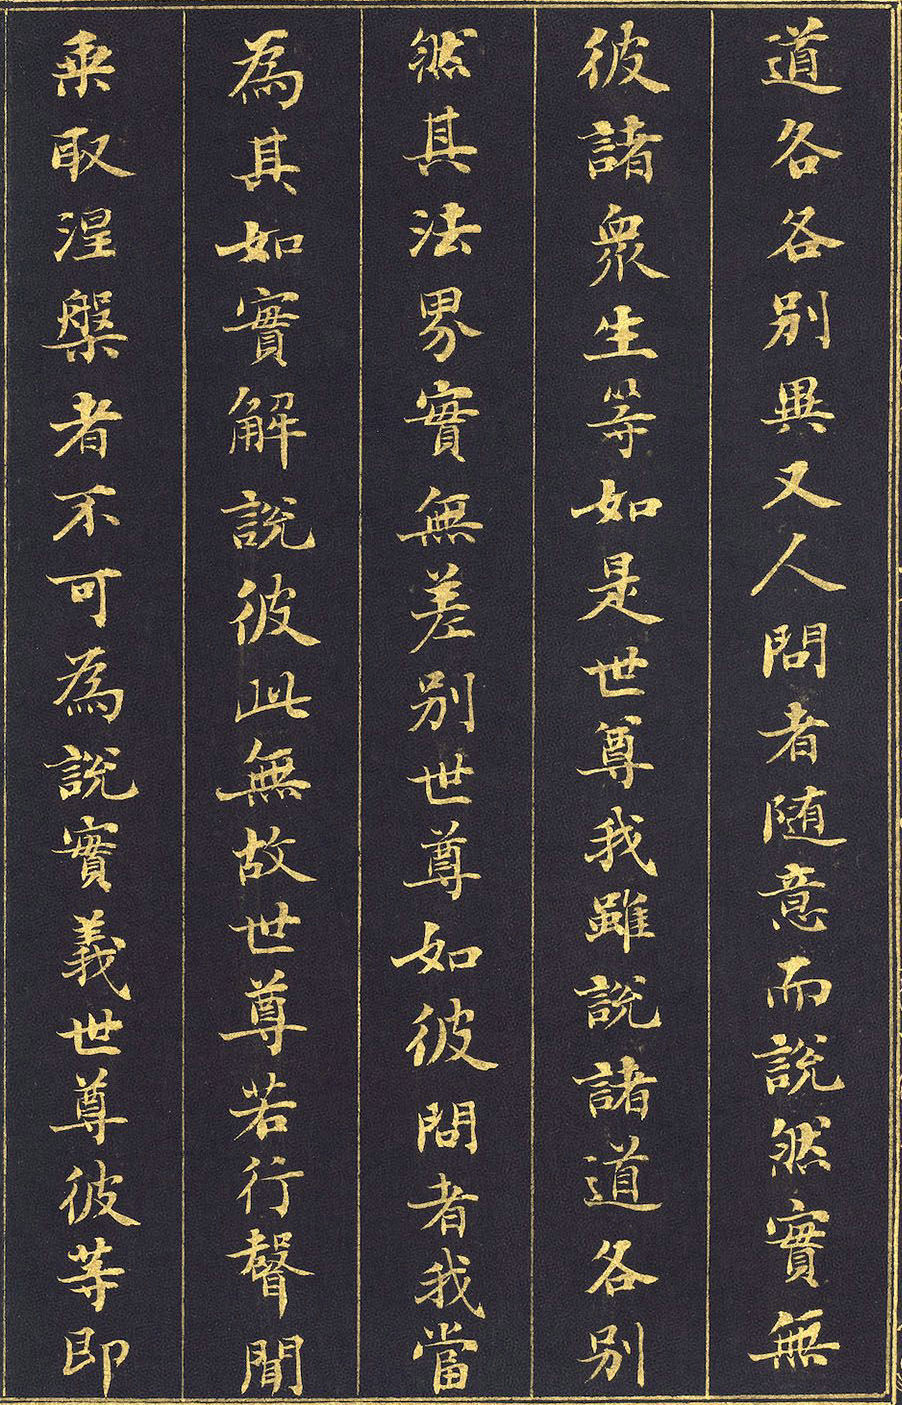 道各各別異又人問者随意而說然實無
彼諸衆生等如是世尊我雖說諸道各別
然其法界實無差別世尊如彼問者我當
為其如實解說彼此無故世尊若行聲聞
乘取涅槃者不可為說實義世尊彼等即